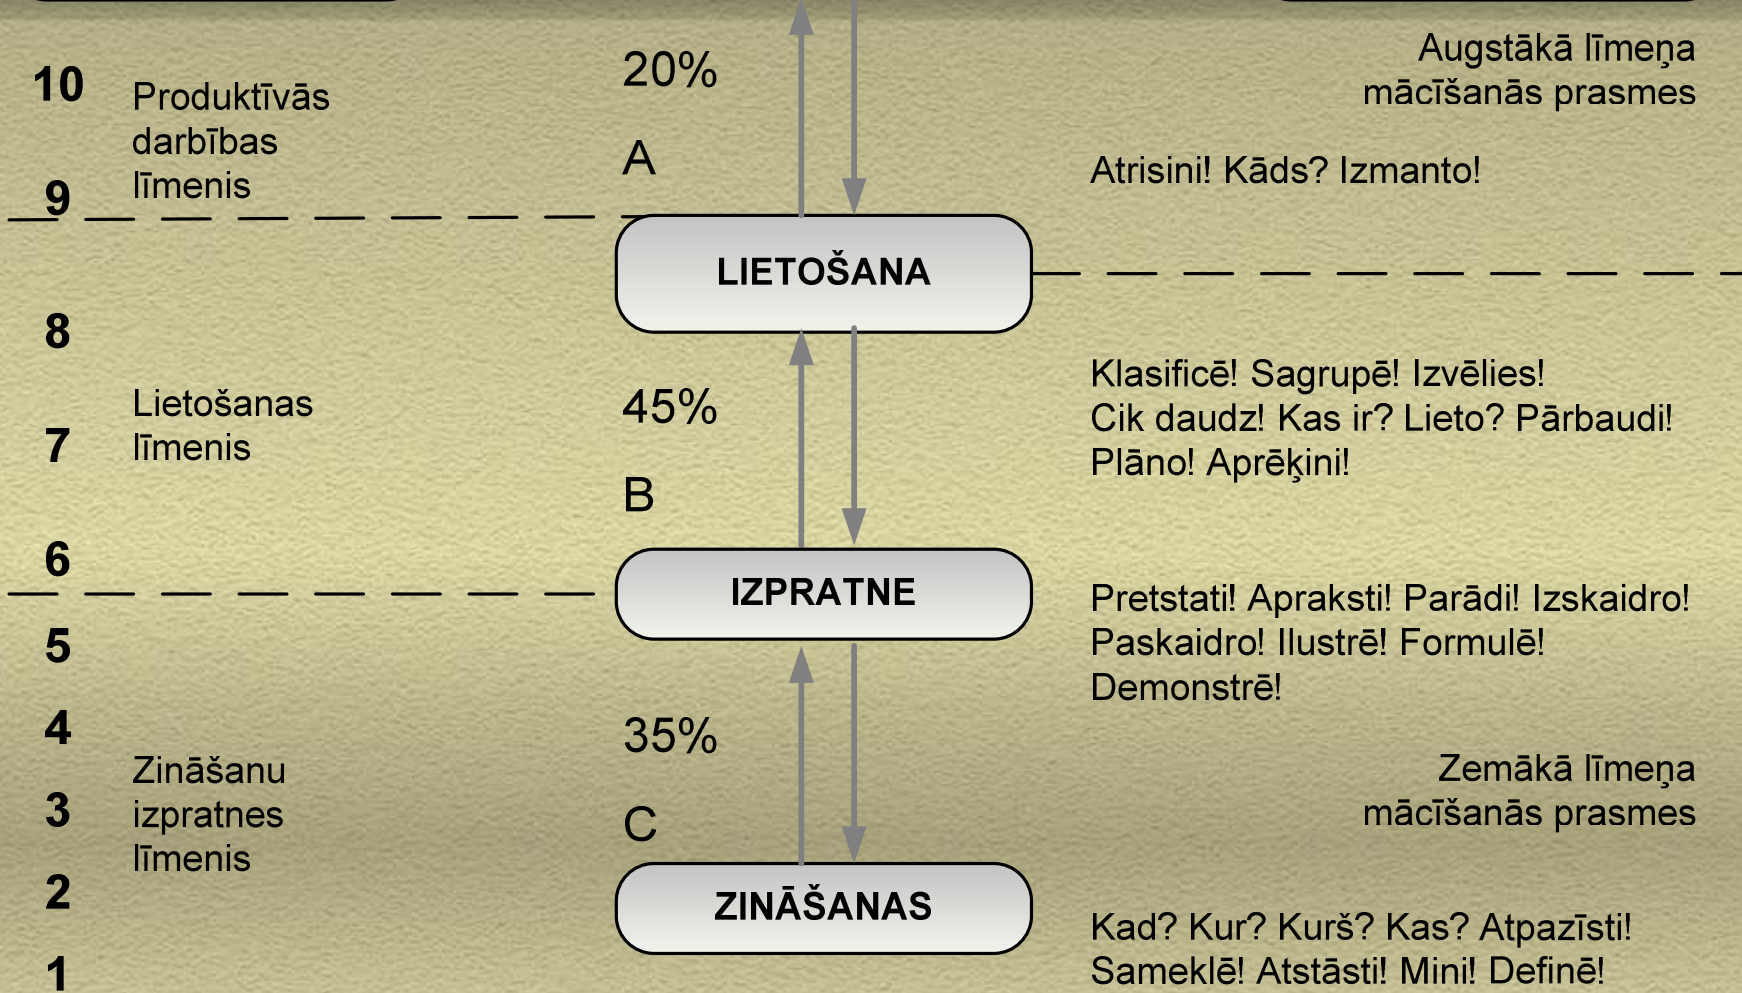 10
9
8
7
6
5
4
3
2
1
Produktīvās
darbības
līmenis
Lietošanas
līmenis
Zināšanu
izpratnes
līmenis
20%
A
LIETOŠANA
45%
B
IZPRATNE
35%
C
ZINĀŠANAS
Augstākā līmeņa
mācīšanās prasmes
Atrisini! Kāds? Izmanto!
Klasificē! Sagrupē! Izvēlies!
Cik daudz! Kas ir? Lieto? Pārbaudi!
Plāno! Aprēķini!
Pretstati! Apraksti! Parādi! Izskaidro!
Paskaidro! Ilustrē! Formulē!
Demonstrē!
Zemākā līmeņa
mācīšanās prasmes
Kad? Kur? Kurš? Kas? Atpazīsti!
Sameklē! Atstāsti! Mini! Definē!